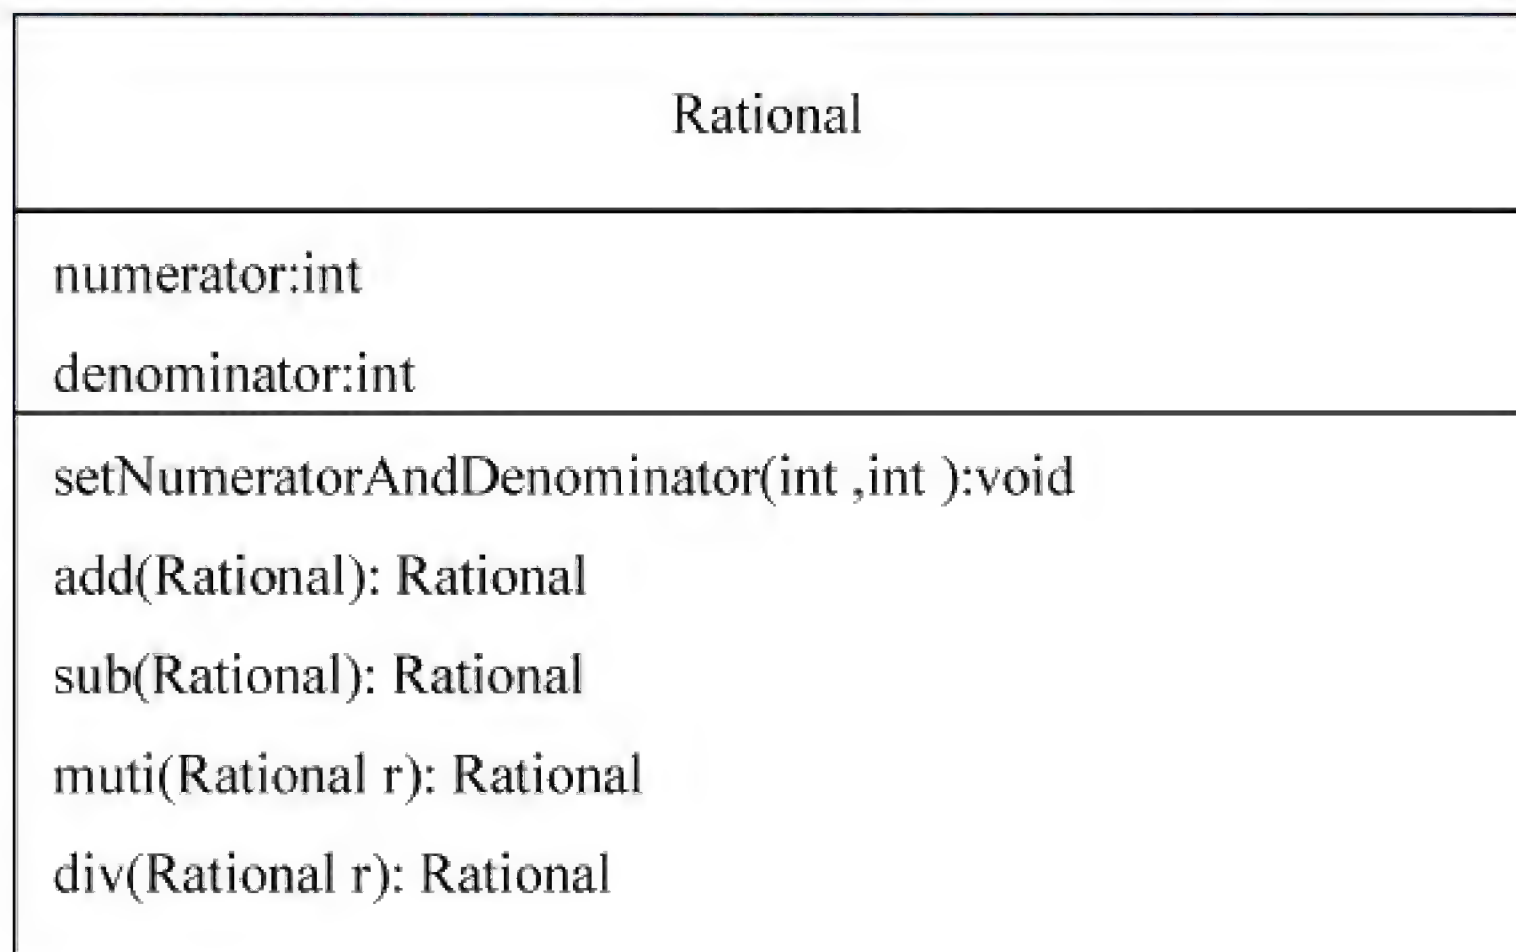 Rational
numerator:int
denominator:int
setNumeratorAndDenominator(int ,int ):void
add(Rational): Rational
sub(Rational): Rational
muti(Rational r): Rational
div(Rational r): Rational